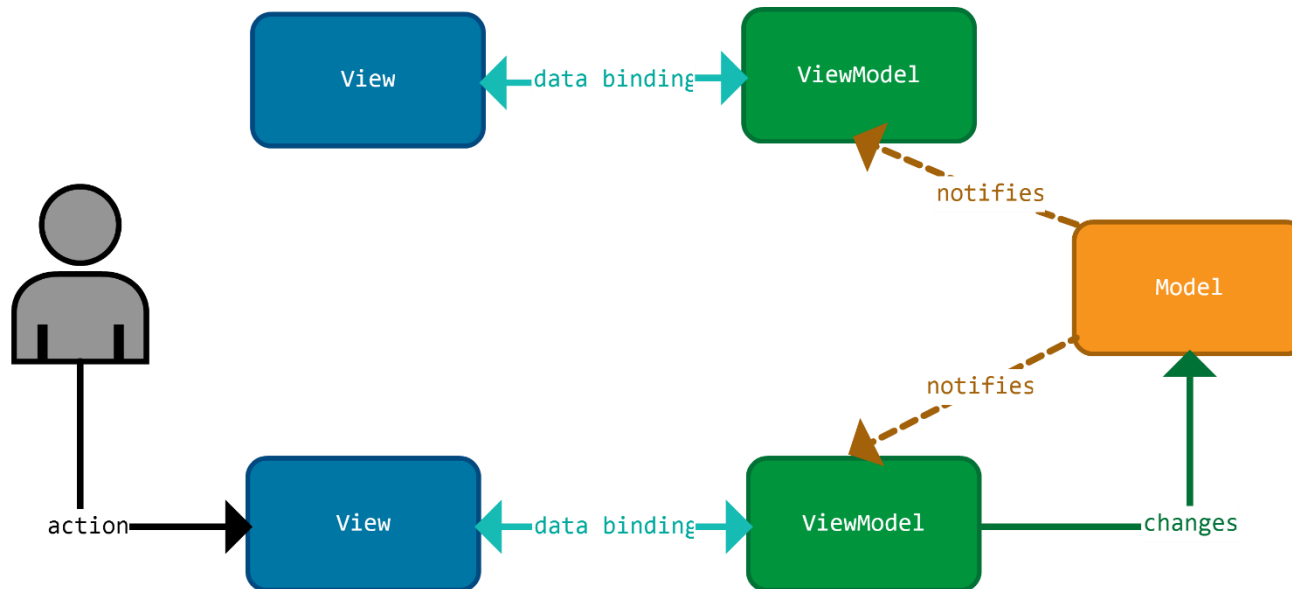 View
data binding
ViewModel
notifies
Model
notifies
action
View
data binding
ViewModel
changes